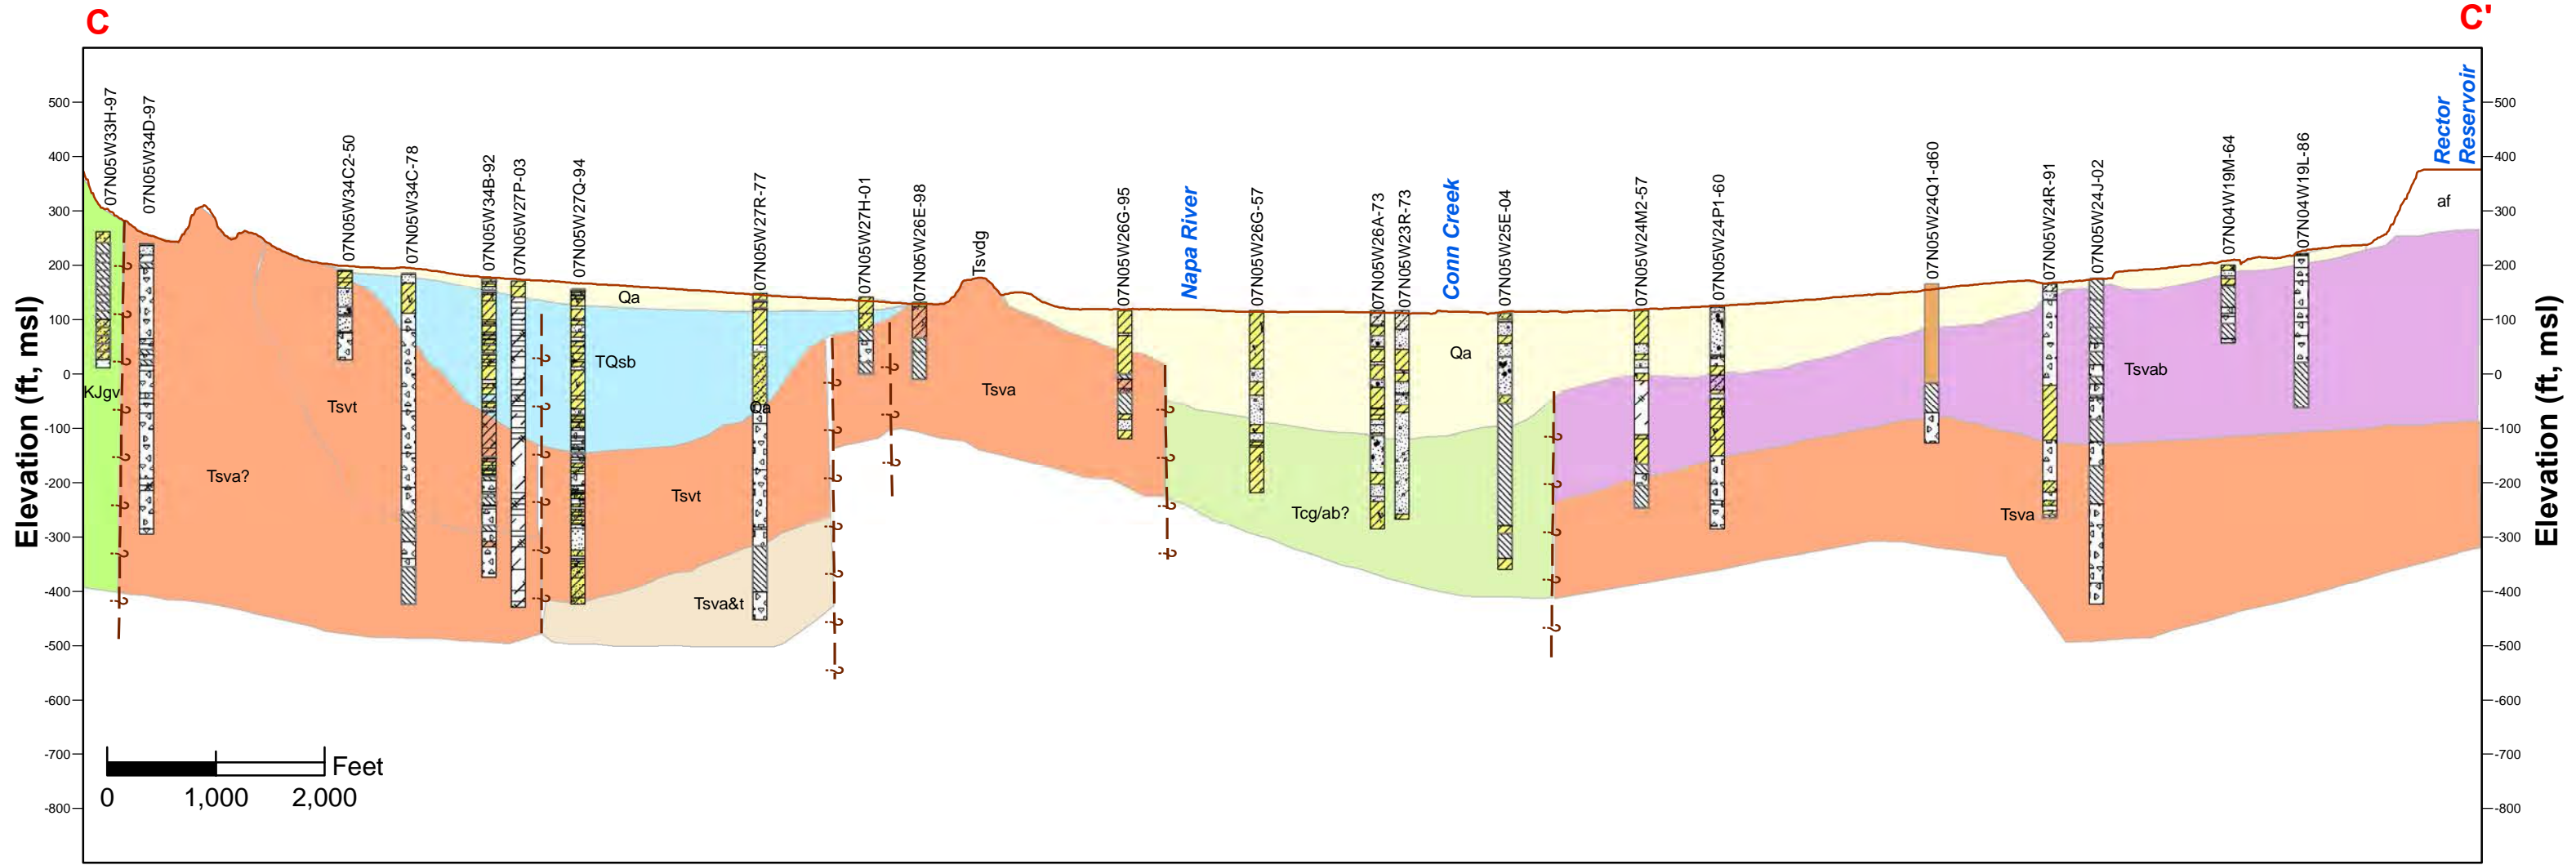 C
C'
Elevation (ft, msl)
500
400
300
200
100
0
-100
-200
-300
-400
-500
-600
-700
-800
07N05W33H-97
07N05W34D-97
07N05W34C2-50
07N05W34C-78
07N05W34B-92
07N05W27P-03
07N05W27Q-94
07N05W27R-77
07N05W27H-01
07N05W26E-98
Tsvdg
07N05W26G-95
Napa River
07N05W26G-57
07N05W26A-73
07N05W23R-73
Conn Creek
07N05W25E-04
07N05W24M2-57
07N05W24P1-60
07N05W24Q1-d60
07N05W24R-91
07N05W24J-02
07N04W19M-64
07N04W19L-86
Rector
Reservoir
af
Qa
TQsb
KJgv
Tsvt
Qa
Tsva
Qa
Tsvab
Tsva?
Tsvt
Tcg/ab?
Tsva
Tsva&t
? ? ? ? ? ? ? ?
? ? ? ? ? ?
? ? ? ? ? ? ?
? ? ?
? ? ? ?
? ? ? ? ?
500
400
300
200
100
0
-100
-200
-300
-400
-500
-600
-700
-800
Elevation (ft, msl)
Feet
0
1,000
2,000